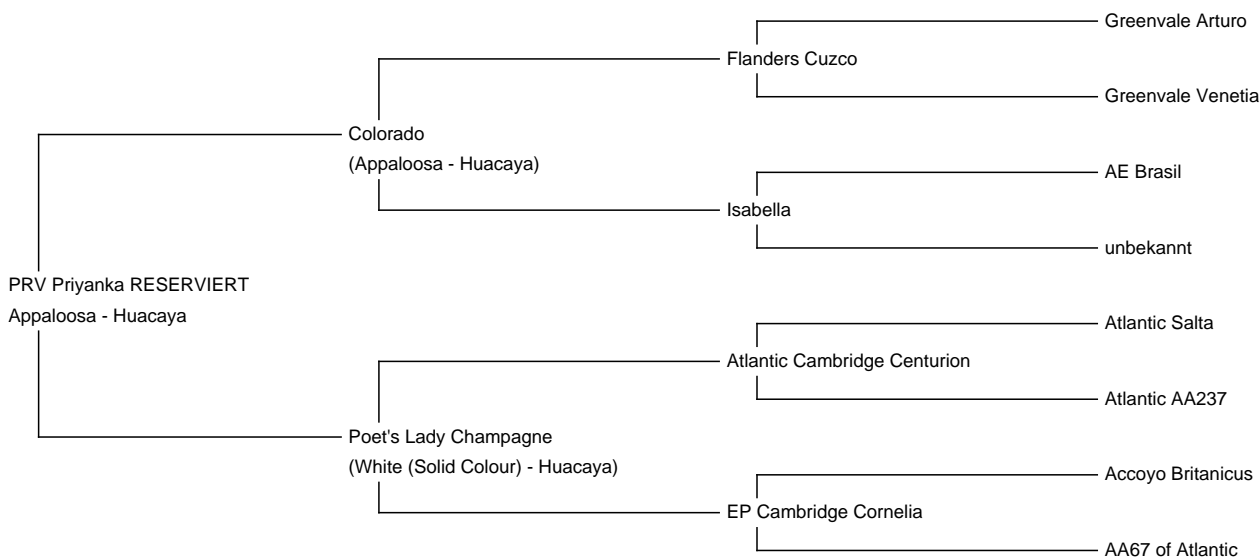 Greenvale Arturo
Flanders Cuzco
Greenvale Venetia
Colorado
(Appaloosa - Huacaya)
AE Brasil
Isabella
unbekannt
PRV Priyanka RESERVIERT
Appaloosa - Huacaya
Atlantic Salta
Atlantic Cambridge Centurion
Atlantic AA237
Poet's Lady Champagne
(White (Solid Colour) - Huacaya)
Accoyo Britanicus
EP Cambridge Cornelia
AA67 of Atlantic